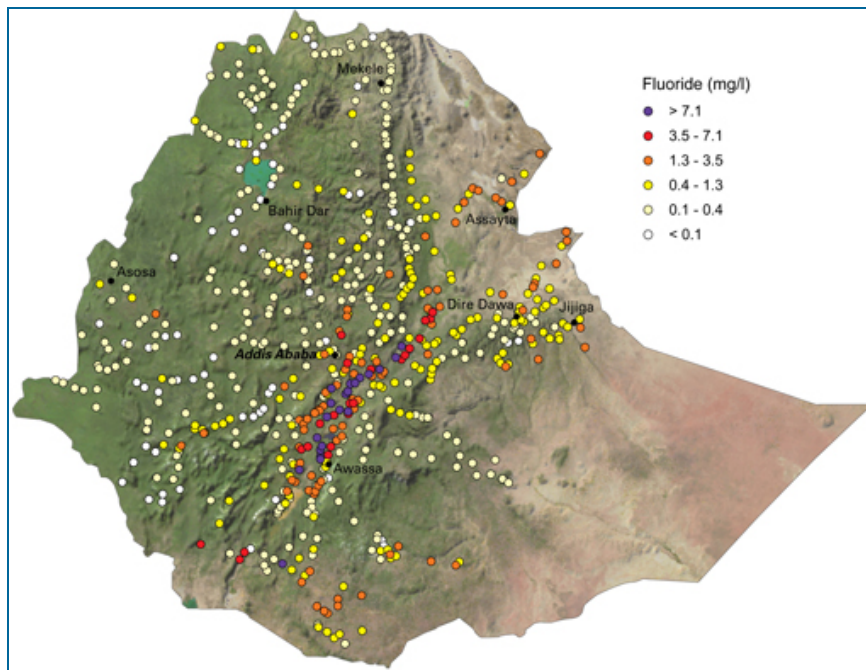 Mekele
Fluoride (mg/l)
> 7.1
3.5 - 7.1
1.3 - 3.5
0.4 - 1.3
0.1 - 0.4
< 0.1
Bahir Dar
Assayta
Asosa
Dire Dawa
Jijiga
Addis Ababa
Awassa